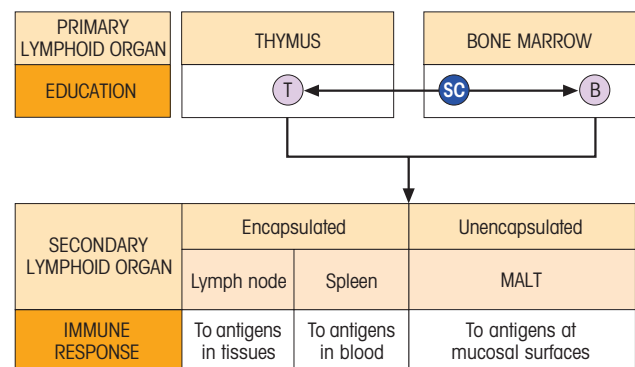 PRIMARY
LYMPHOID ORGAN
THYMUS
BONE MARROW
EDUCATION
T
SC
B
SECONDARY
LYMPHOID ORGAN
Encapsulated
Unencapsulated
Lymph node
Spleen
MALT
IMMUNE
RESPONSE
To antigens
in tissues
To antigens
in blood
To antigens at
mucosal surfaces